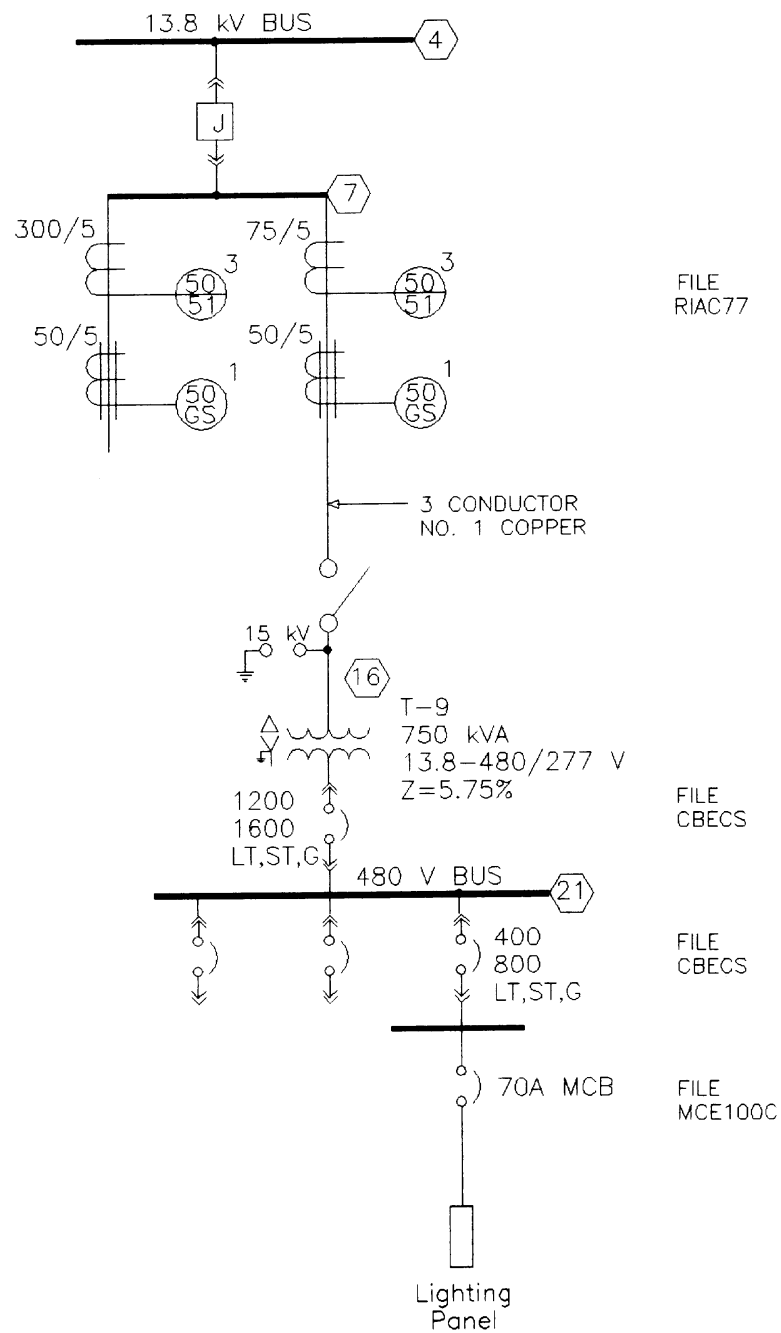 13.8 kV BUS
4
J
7
300/5
75/5
3
50
51
3
50
51
FILE
RIAC77
50/5
50/5
1
50
GS
1
50
GS
3 CONDUCTOR
NO. 1 COPPER
15 kV
16
T-9
750 kVA
13.8-480/277 V
Z=5.75%
1200
1600
LT,ST,G
FILE
CBECS
480 V BUS
21
400
800
LT,ST,G
FILE
CBECS
70A MCB
FILE
MCE100C
Lighting
Panel